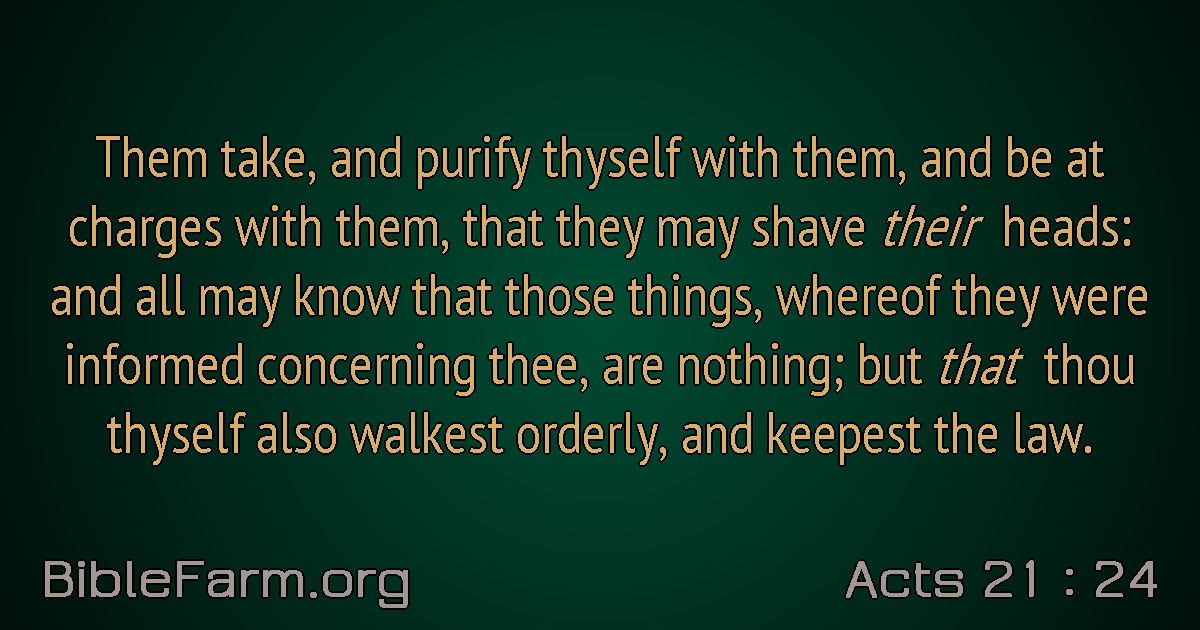 Them take, and purify thyself with them, and be at
charges with them, that they may shave their heads:
and all may know that those things, whereof they were
informed concerning thee, are nothing; but that thou
thyself also walkest orderly, and keepest the law.
BibleFarm.org
Acts 21 : 24